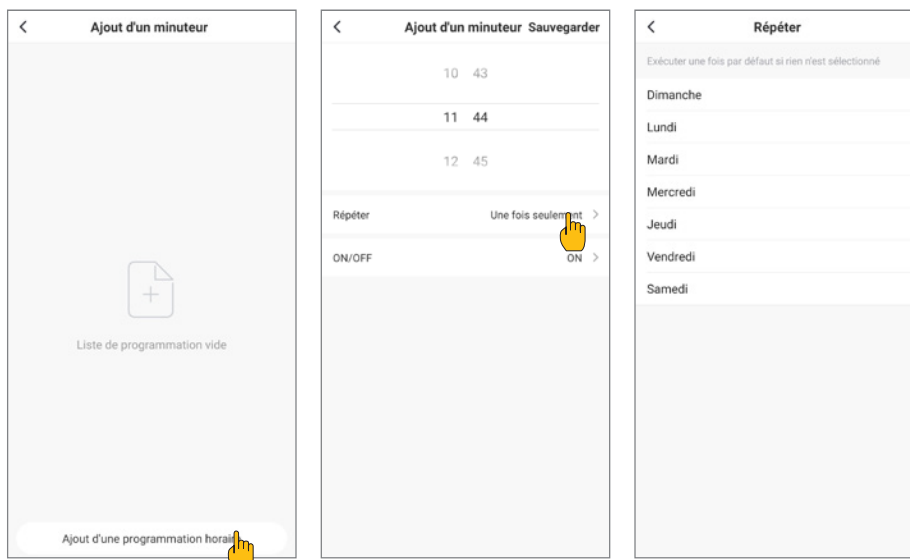 Ajout d'un minuteur
Liste de programmation vide
Ajout d'une programmation horaire
Ajout d'un minuteur Sauvegarder
10 43
11 44
12 45
Répéter Une fois seulement
ON/OFF ON
Répéter
Exécuter une fois par défaut si rien n'est sélectionné
Dimanche
Lundi
Mardi
Mercredi
Jeudi
Vendredi
Samedi